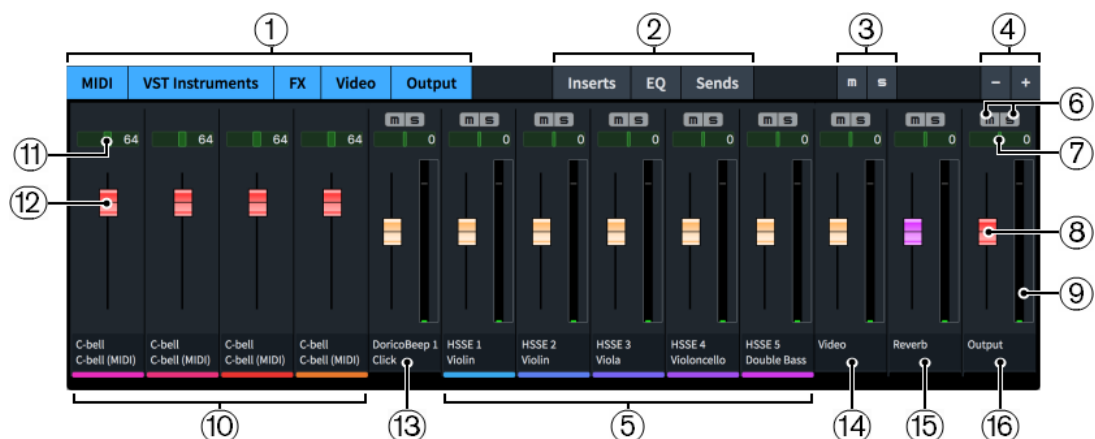 ① ② ③ ④
MIDI VST Instruments FX Video Output Inserts EQ Sends m s − +
⑥
m s m s m s m s m s m s m s m s m s
64 64 64 64 0 0 0 0 0 0 0 0 0
⑪ ⑦
⑫
⑧
⑨
C-bell C-bell C-bell C-bell DoricoBeep 1 HSSE 1 HSSE 2 HSSE 3 HSSE 4 HSSE 5 Video Reverb Output
C-bell (MIDI) C-bell (MIDI) C-bell (MIDI) C-bell (MIDI) Click Violin Violin Viola Violoncello Double Bass
⑩ ⑬ ⑤ ⑭ ⑮ ⑯